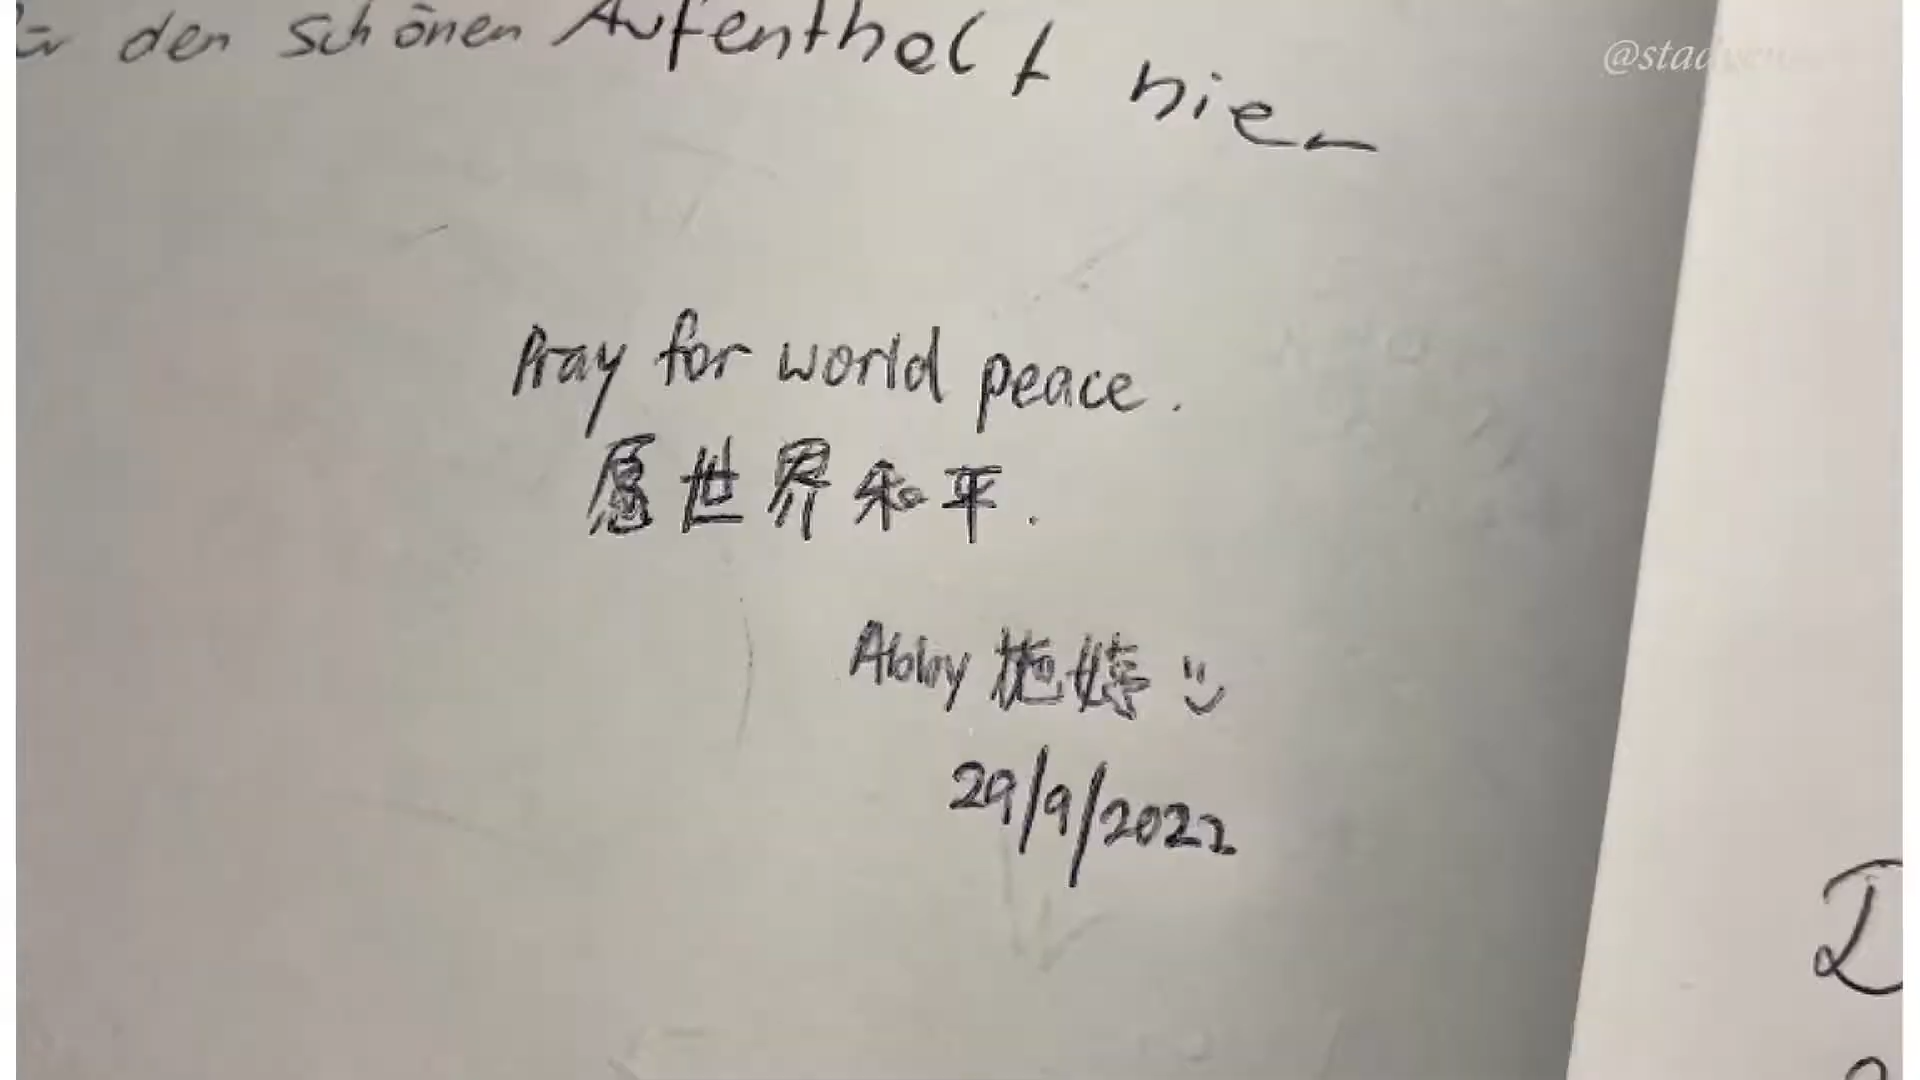 den schönen Aufenthalt hier
Pray for world peace.
愿世界和平.
Abby 施婷
29/9/2022